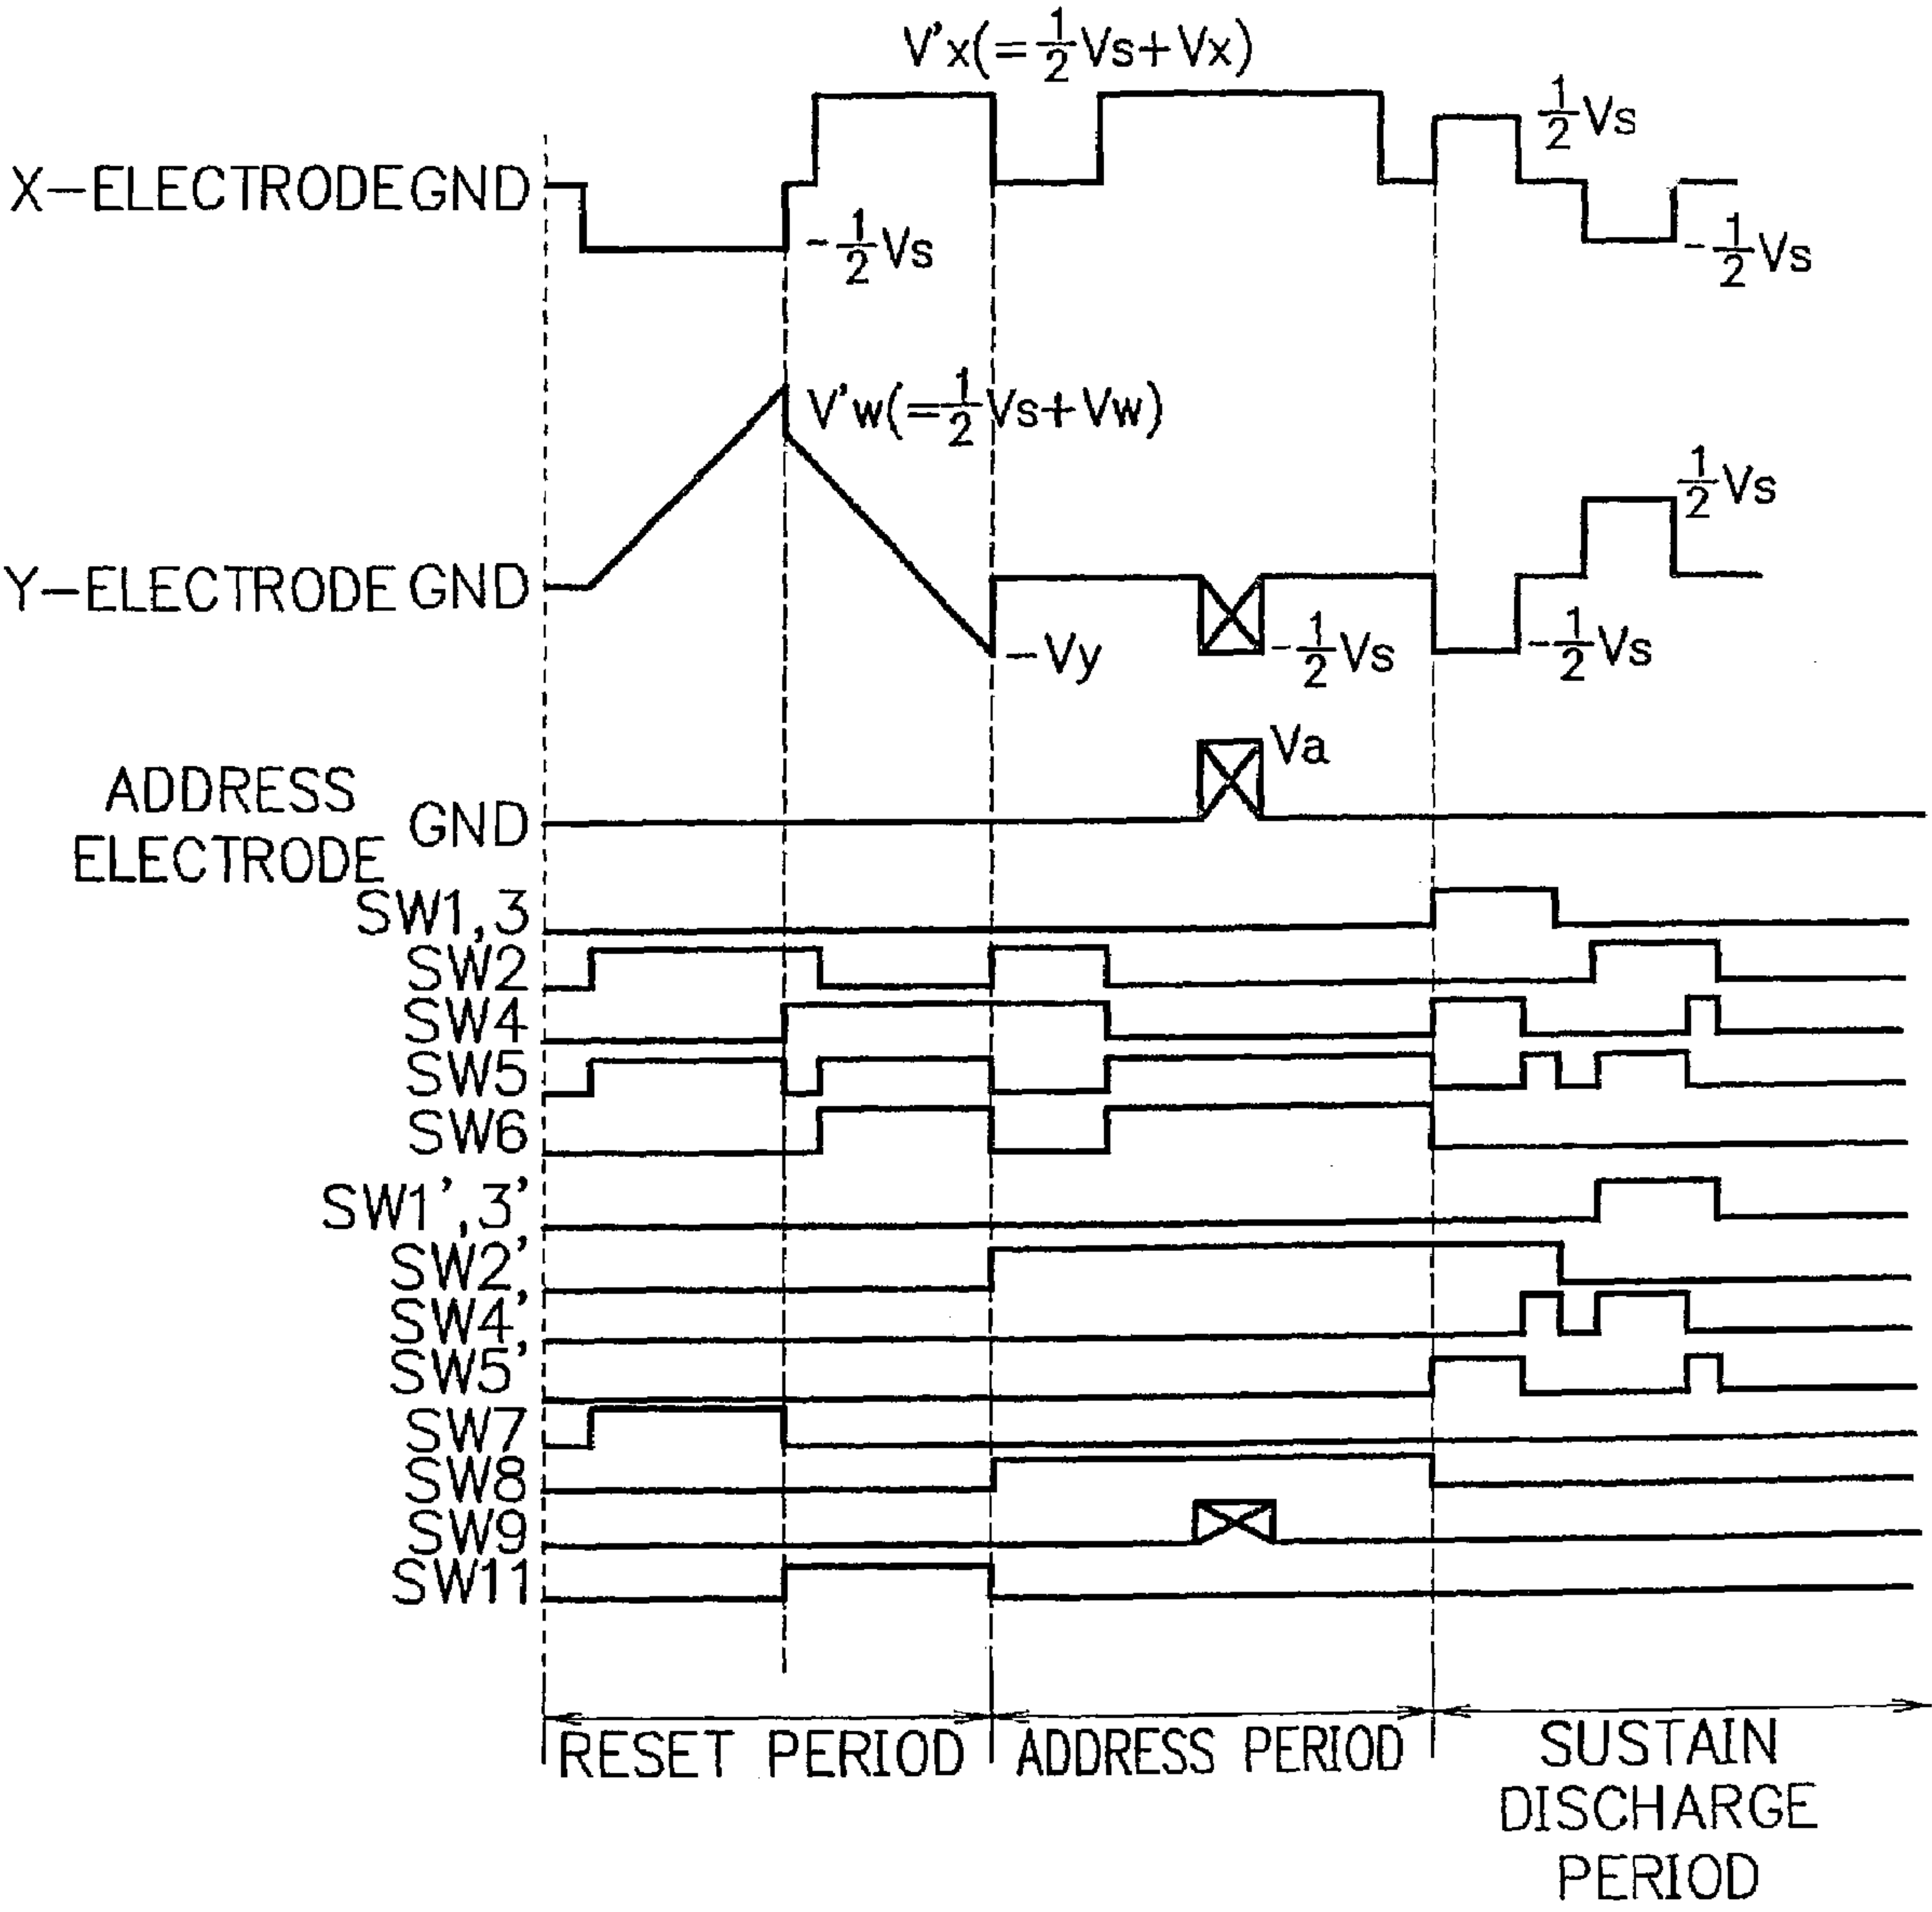 V'x(=1/2Vs+Vx)
1/2Vs
X-ELECTRODE GND
-1/2Vs
-1/2Vs
V'w(=1/2Vs+Vw)
1/2Vs
Y-ELECTRODE GND
-Vy
-1/2Vs
-1/2Vs
Va
ADDRESS
ELECTRODE
GND
SW1,3
SW2
SW4
SW5
SW6
SW1',3'
SW2'
SW4'
SW5'
SW7
SW8
SW9
SW11
RESET PERIOD
ADDRESS PERIOD
SUSTAIN
DISCHARGE
PERIOD